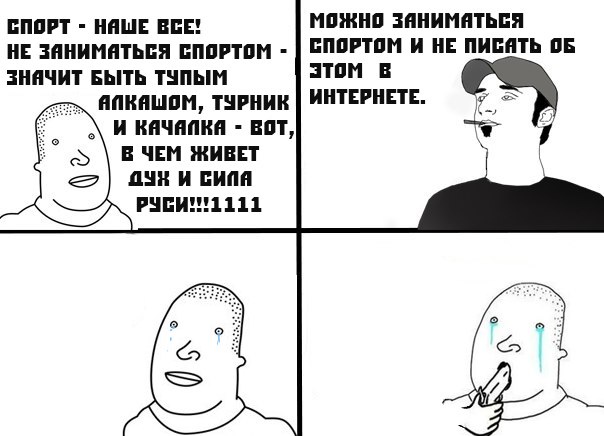 СПОРТ - НАШЕ ВСЕ!
НЕ ЗАНИМАТЬСЯ СПОРТОМ -
ЗНАЧИТ БЫТЬ ТУПЫМ
АЛКАШОМ, ТУРНИК
И КАЧАЛКА - ВОТ,
В ЧЕМ ЖИВЕТ
ДУХ И СИЛА
РУСИ!!!1111
МОЖНО ЗАНИМАТЬСЯ
СПОРТОМ И НЕ ПИСАТЬ ОБ
ЭТОМ В
ИНТЕРНЕТЕ.